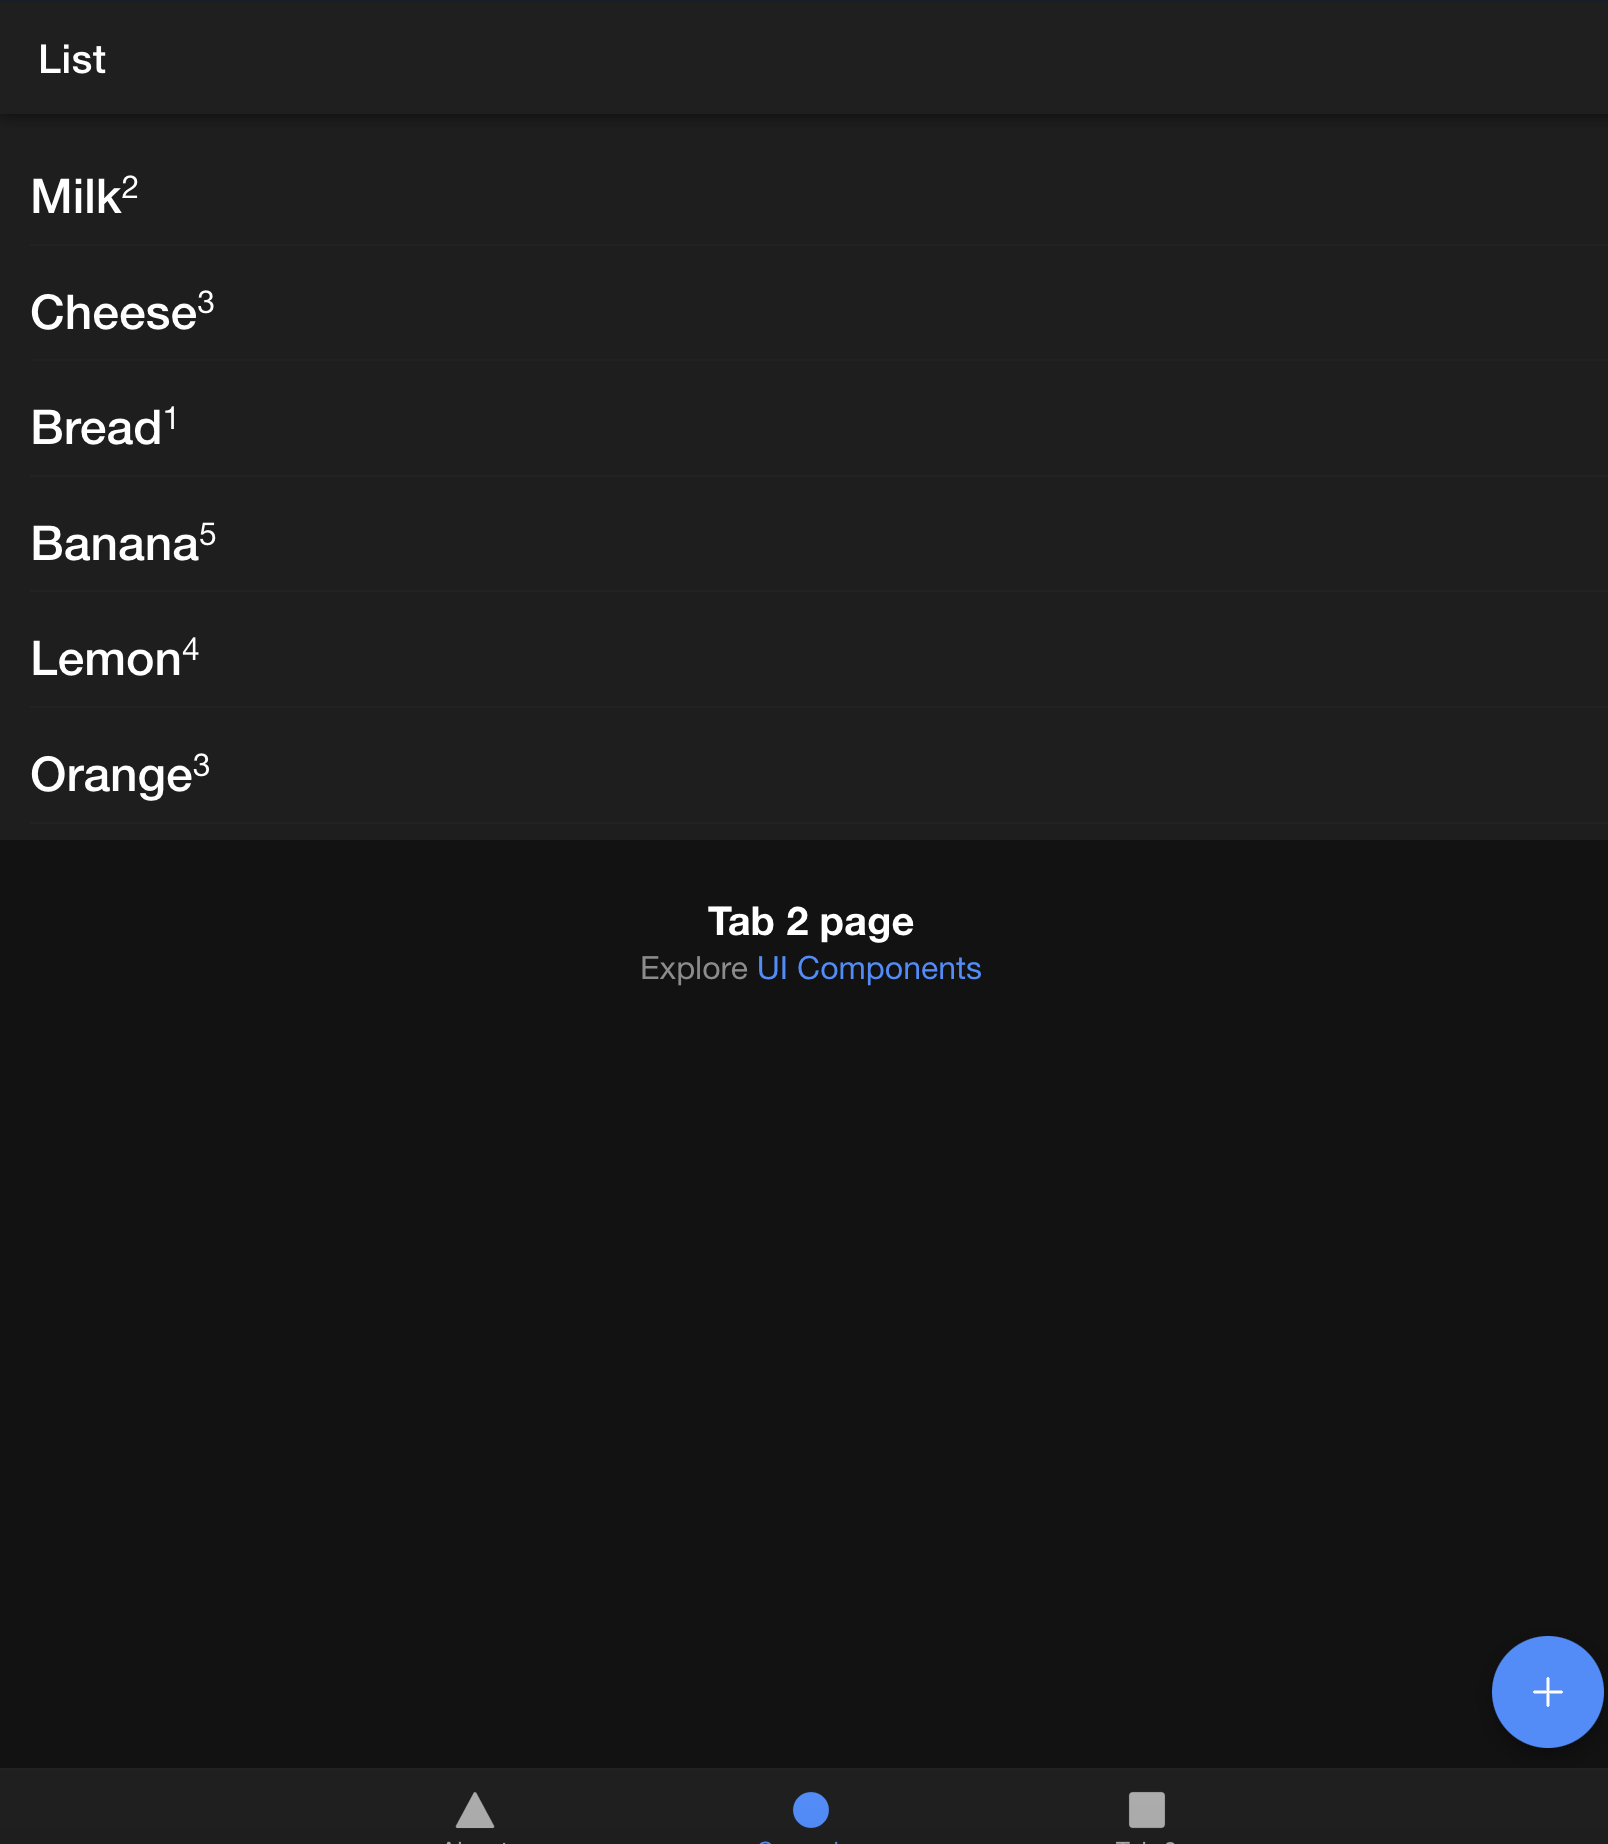 List
Milk²
Cheese³
Bread¹
Banana⁵
Lemon⁴
Orange³
Tab 2 page
Explore UI Components